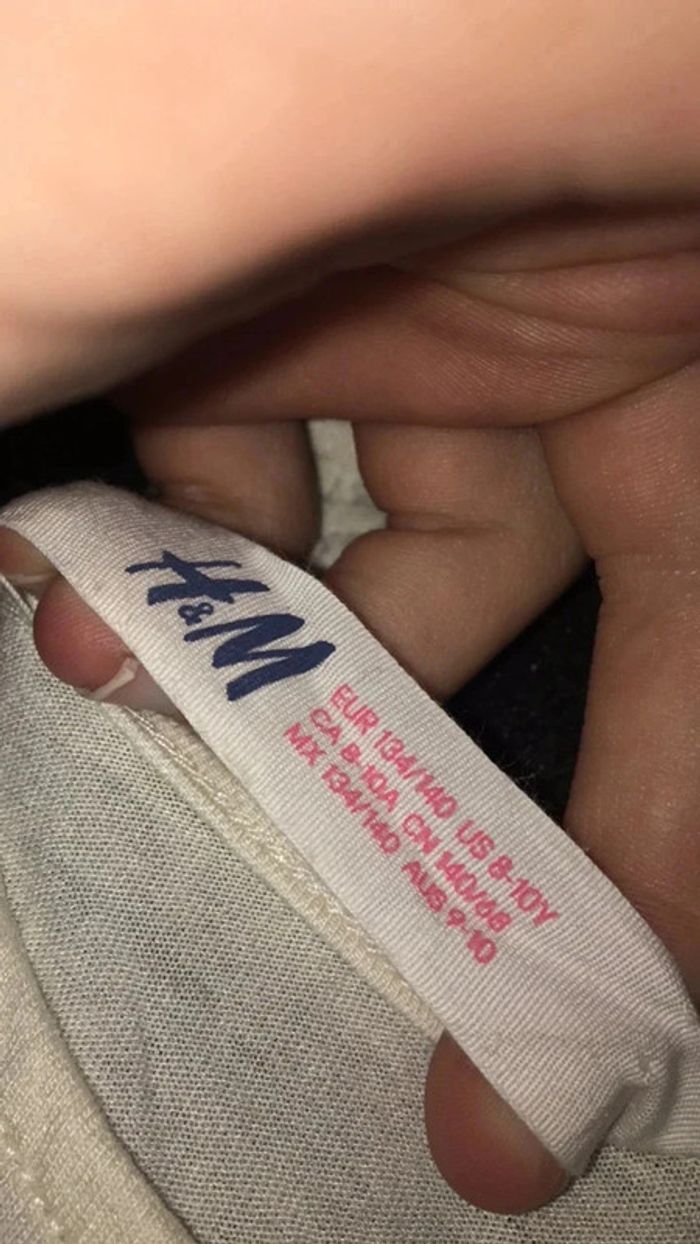 H&M
EUR 134/140 US 8-10Y
CA 8-10A CN 140/68
MX 134/140 AUS 9-10